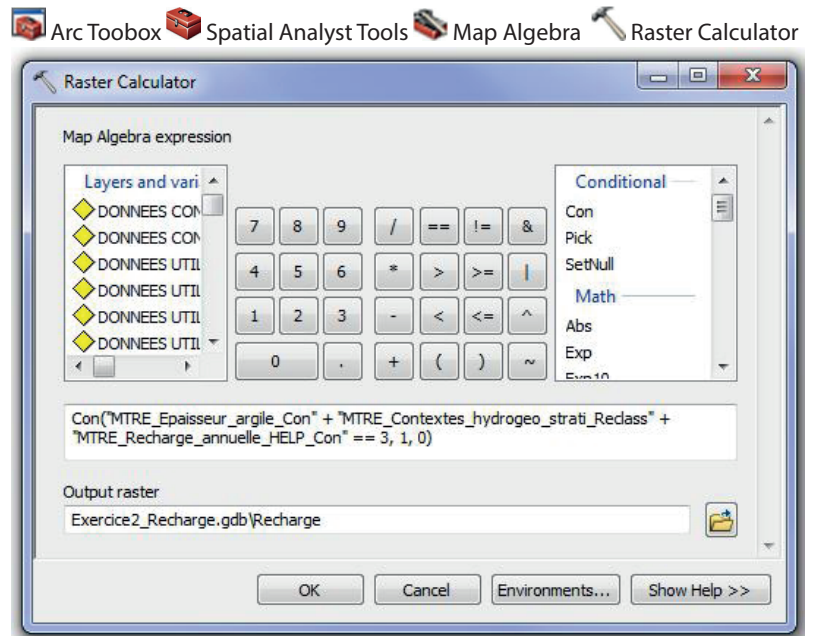 Arc Toobox Spatial Analyst Tools Map Algebra Raster Calculator
Raster Calculator
Map Algebra expression
Layers and vari
DONNEES CON
DONNEES CON
DONNEES UTIL
DONNEES UTIL
DONNEES UTIL
DONNEES UTIL
7 8 9 / == != &
4 5 6 * > >= |
1 2 3 - < <= ^
0 . + ( ) ~
Conditional
Con
Pick
SetNull
Math
Abs
Exp
Exp10
Con("MTRE_Epaisseur_argile_Con" + "MTRE_Contextes_hydrogeo_strati_Reclass" +
"MTRE_Recharge_annuelle_HELP_Con" == 3, 1, 0)
Output raster
Exercice2_Recharge.gdb\Recharge
OK Cancel Environments... Show Help >>